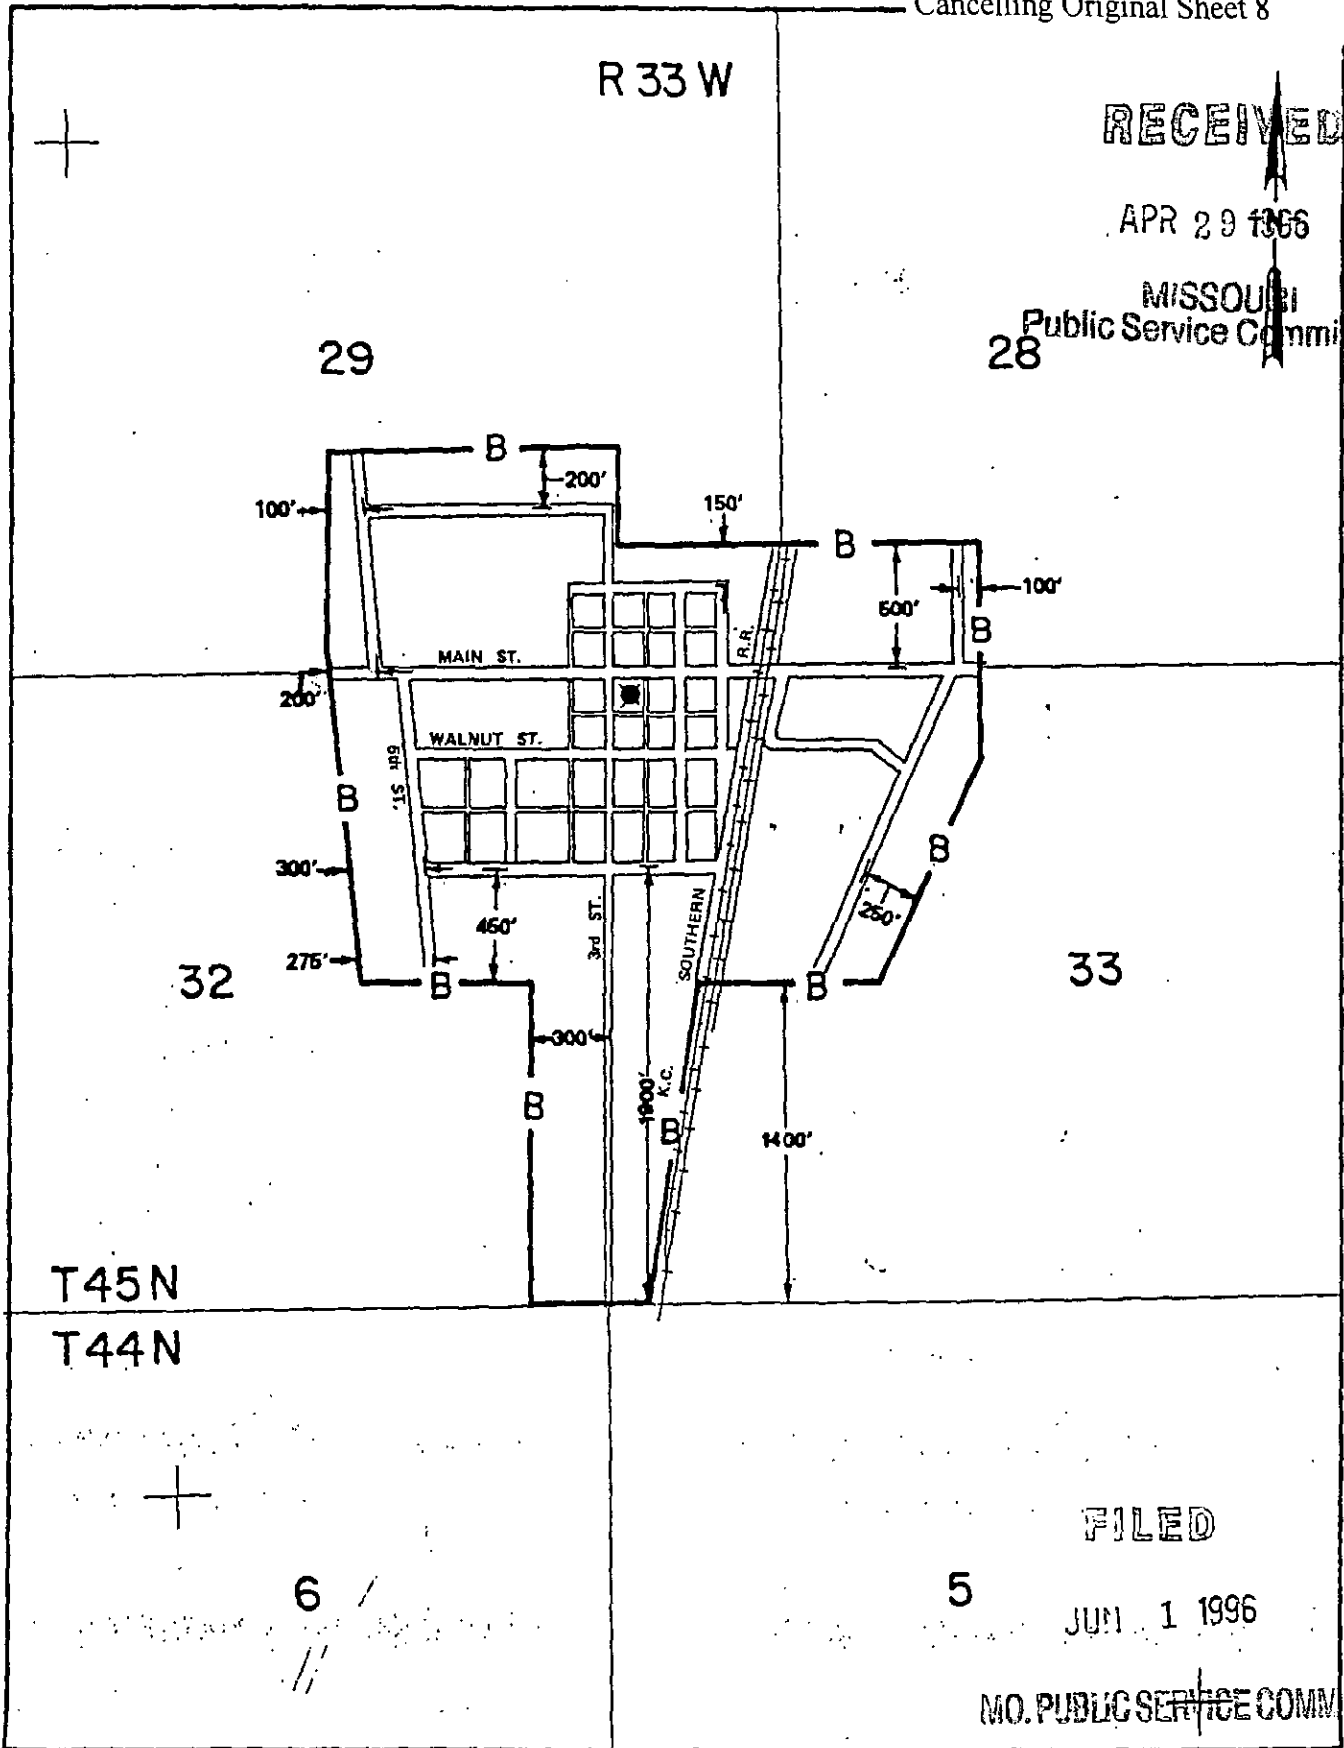 Cancelling Original Sheet 8
R 33 W
RECEIVED
APR 29 1996
MISSOURI
Public Service Commi
29
28
B
200'
100'
150'
B
100'
500'
B
R.R.
MAIN ST.
200'
WALNUT ST.
6th ST.
B
B
300'
250'
450'
3rd ST.
SOUTHERN
275'
32
33
B
B
300'
K.C.
1900'
B
B
1400'
T45N
T44N
FILED
6
5
JUN 1 1996
MO. PUBLIC SERVICE COMM